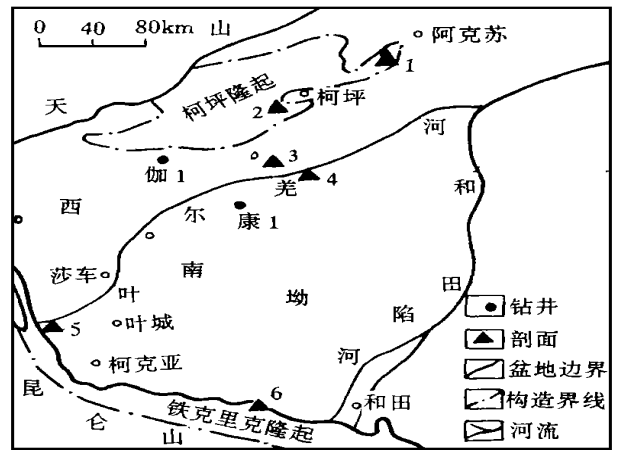 0 40 80km
山
阿克苏
1
天
柯坪隆起
柯坪
2
3
伽1
4
河
羌
西
尔
康1
和
莎车
南
叶
坳
田
陷
钻井
5
叶城
剖面
柯克亚
河
盆地边界
昆
6
和田
构造界线
仑
铁克里克隆起
河流
山